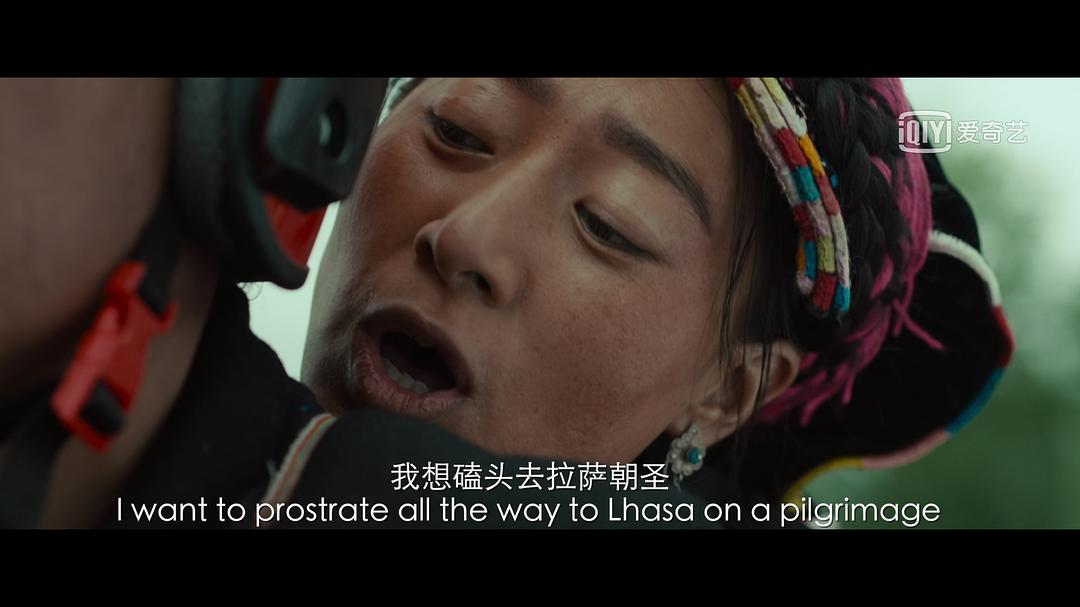 iQIYI 爱奇艺
我想磕头去拉萨朝圣
I want to prostrate all the way to Lhasa on a pilgrimage